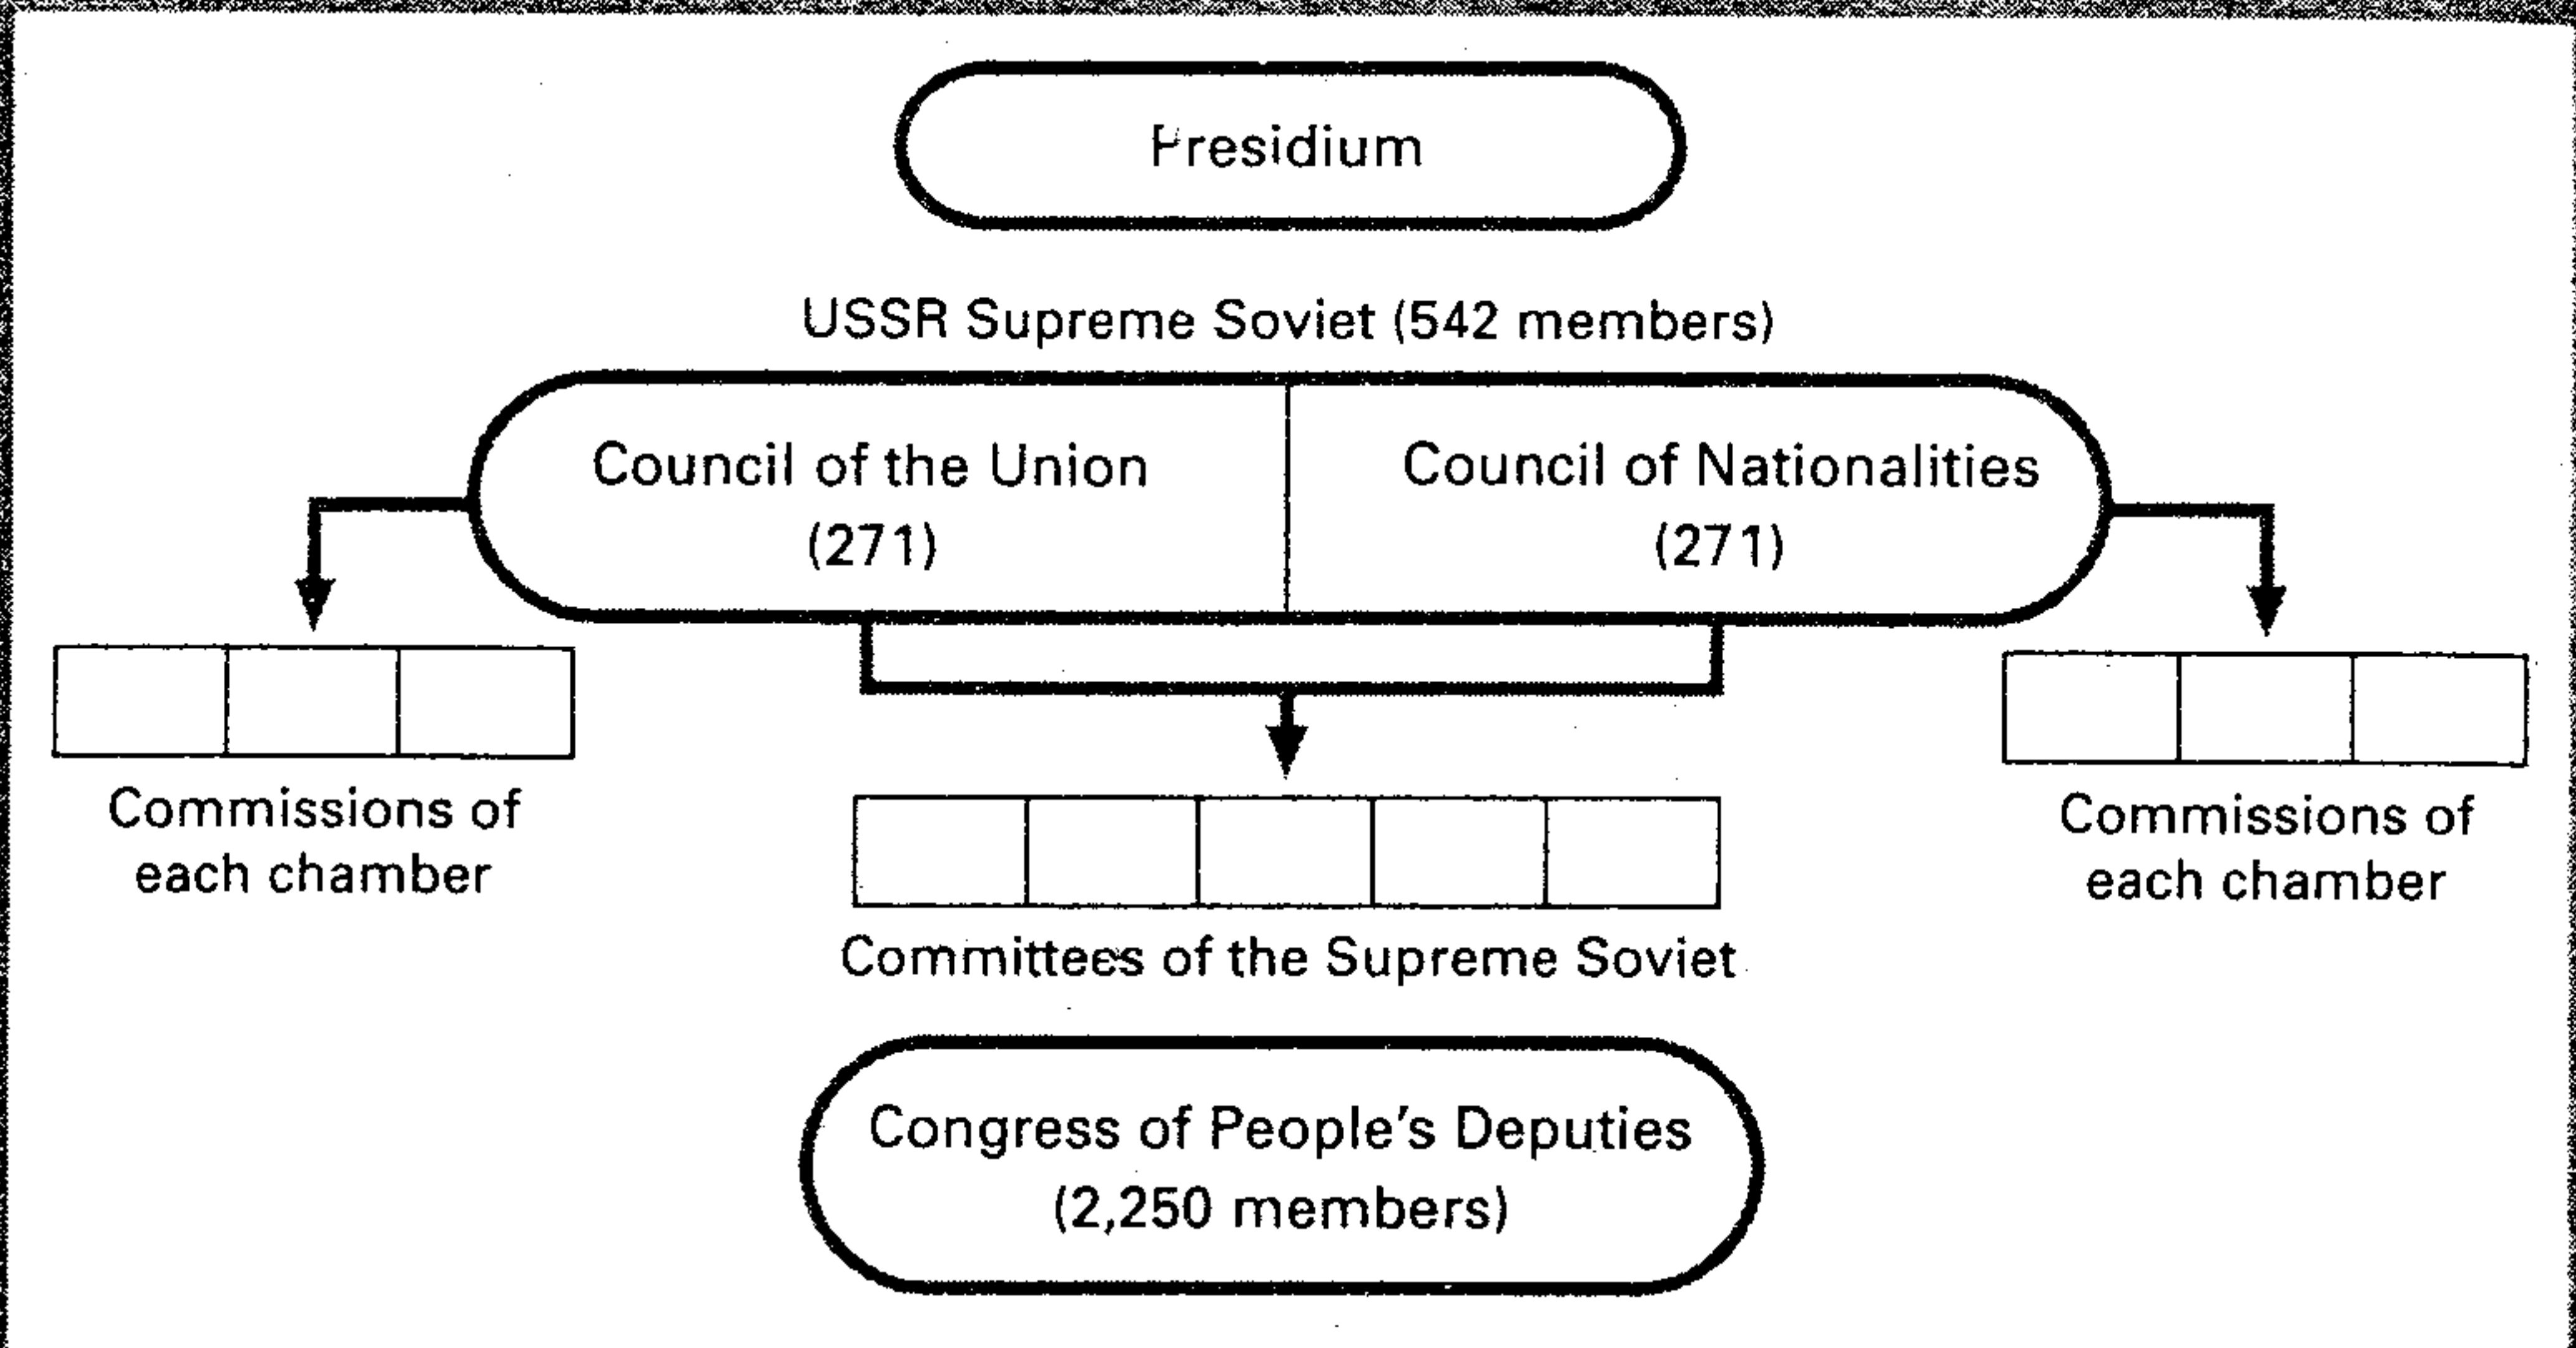 Presidium
USSR Supreme Soviet (542 members)
Council of the Union
(271)
Council of Nationalities
(271)
Commissions of
each chamber
Commissions of
each chamber
Committees of the Supreme Soviet
Congress of People's Deputies
(2,250 members)